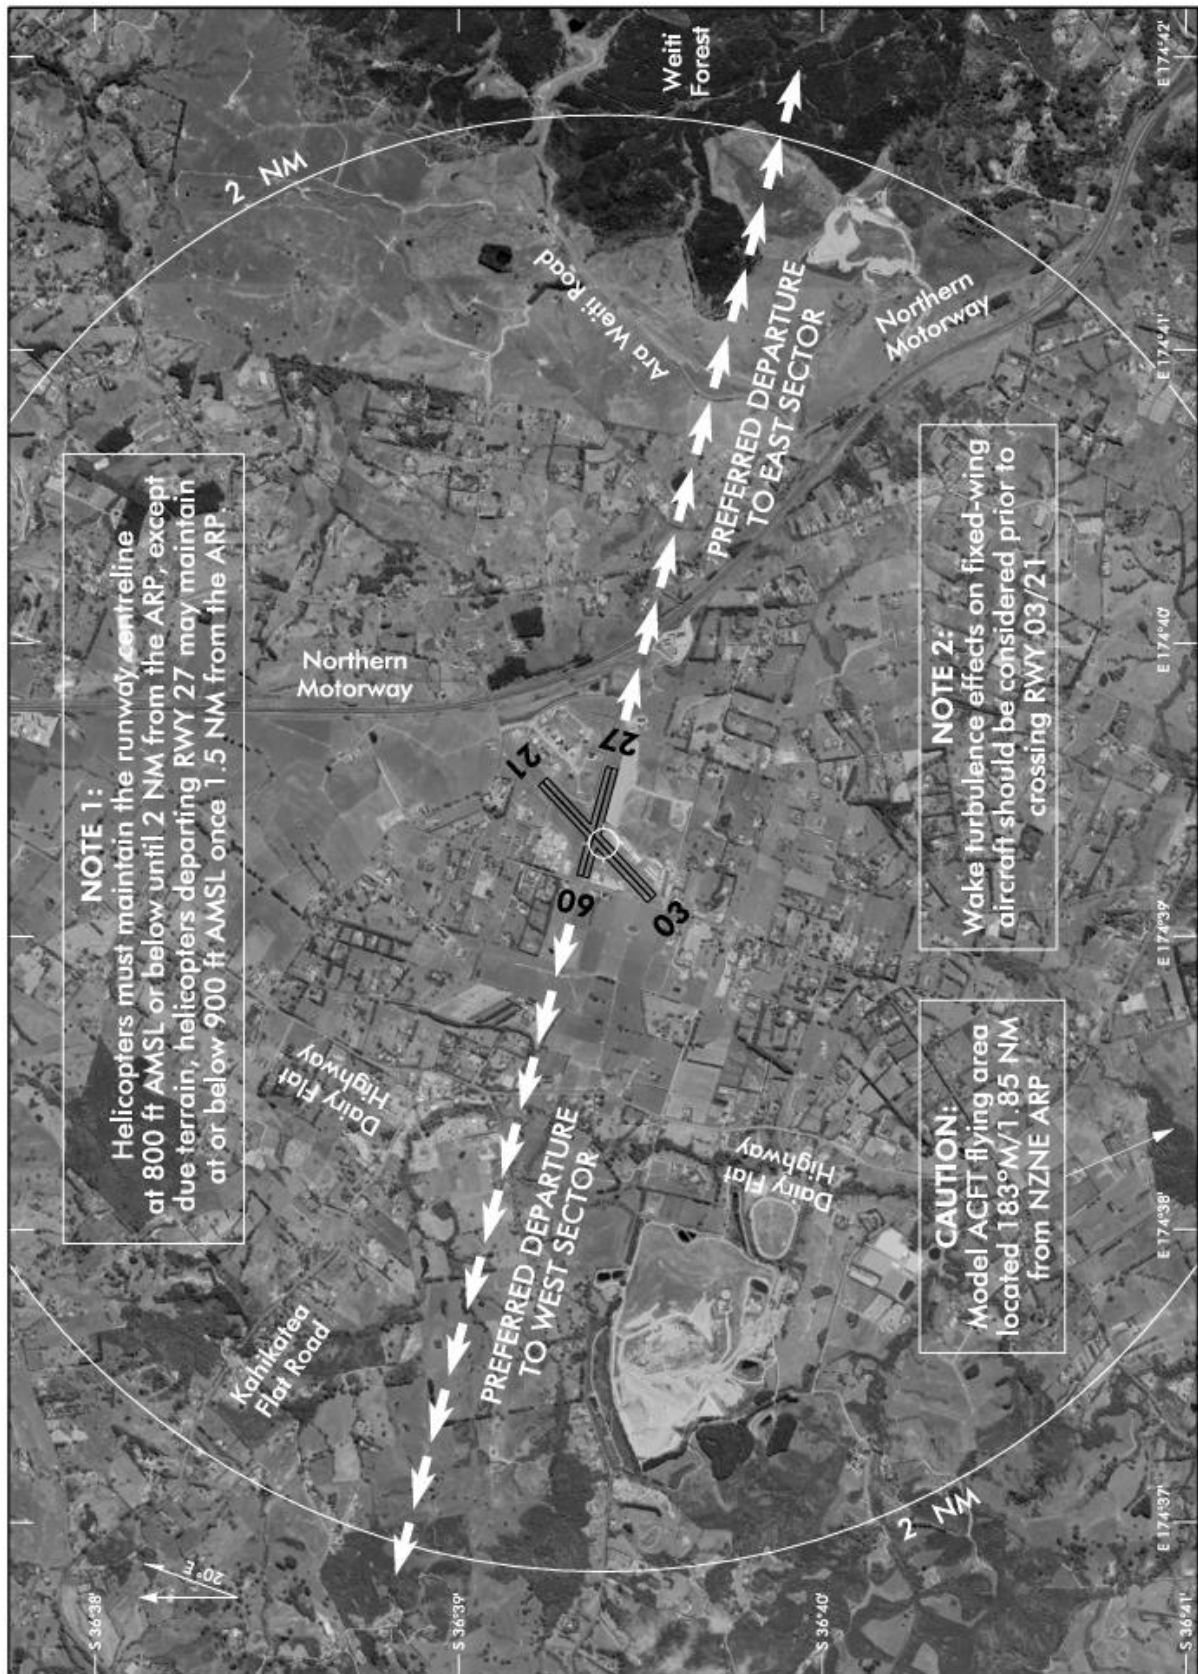 NOTE 1:
Helicopters must maintain the runway centreline
at 800 ft AMSL or below until 2 NM from the ARP, except
due terrain, helicopters departing RWY 27 may maintain
at or below 900 ft AMSL once 1.5 NM from the ARP.
2 NM
Weiti
Forest
Northern
Motorway
Ara Weiti Road
21
27
09
03
PREFERRED DEPARTURE
TO EAST SECTOR
Northern
Motorway
Dairy Flat
Highway
Kahikatea
Flat Road
PREFERRED DEPARTURE
TO WEST SECTOR
Dairy Flat
Highway
2 NM
CAUTION:
Model ACFT flying area
located 183°M/1.85 NM
from NZNE ARP
NOTE 2:
Wake turbulence effects on fixed-wing
aircraft should be considered prior to
crossing RWY 03/21
20°m
S 36°38'
S 36°39'
S 36°40'
S 36°41'
E 174°37'
E 174°38'
E 174°39'
E 174°40'
E 174°41'
E 174°42'